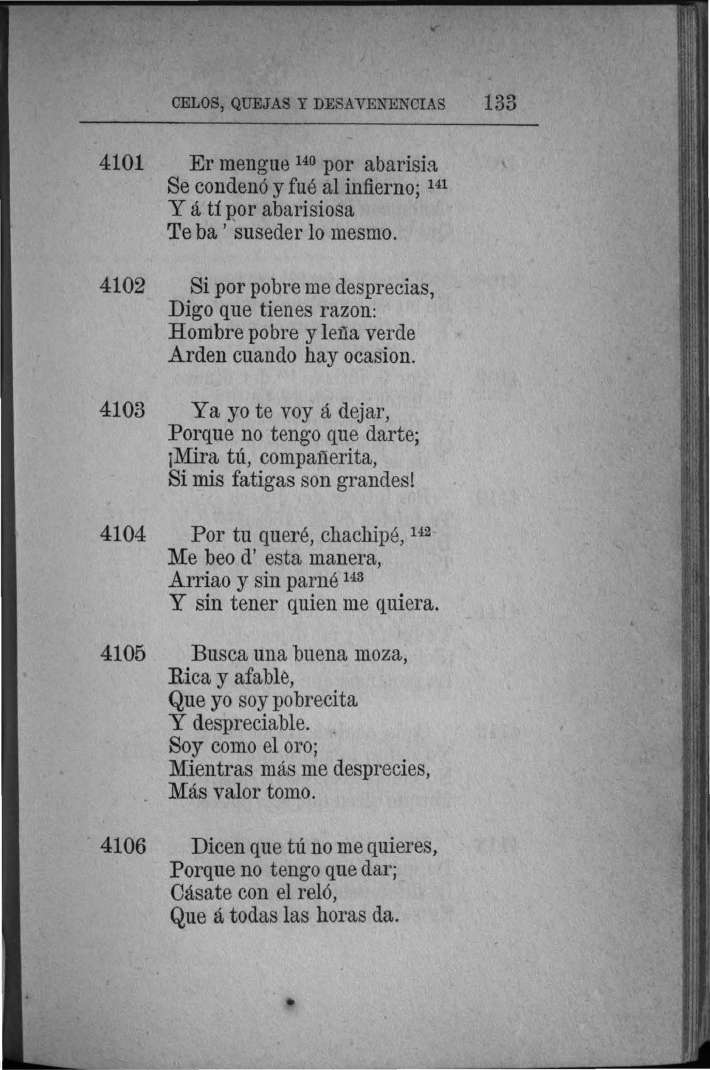 CELOS, QUEJAS Y DESAVENENCIAS 133
4101 Er mengue 140 por abarisia
Se condenó y fué al infierno; 141
Y á tí por abarisiosa
Te ba' suseder lo mesmo.
4102 Si por pobre me desprecias,
Digo que tienes razon:
Hombre pobre y leña verde
Arden cuando hay ocasion.
4103 Ya yo te voy á dejar,
Porque no tengo que darte;
¡Mira tú, compañerita,
Si mis fatigas son grandes!
4104 Por tu queré, chachipé, 142
Me beo d' esta manera,
Arriao y sin parné 143
Y sin tener quien me quiera.
4105 Busca una buena moza,
Rica y afable,
Que yo soy pobrecita
Y despreciable.
Soy como el oro;
Mientras más me desprecies,
Más valor tomo.
4106 Dicen que tú no me quieres,
Porque no tengo que dar;
Cásate con el reló,
Que á todas las horas da.